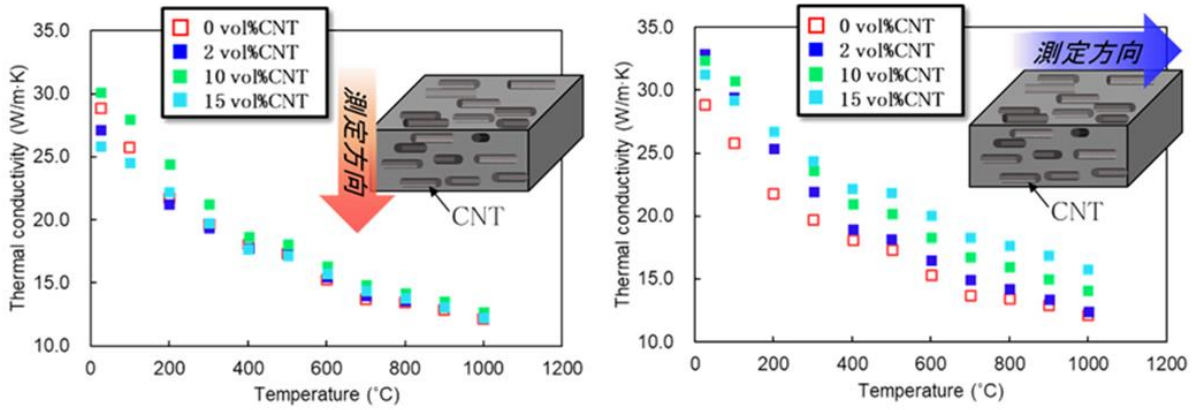 35.0
30.0
25.0
20.0
15.0
10.0
Thermal conductivity (W/m·K)
0 vol%CNT
2 vol%CNT
10 vol%CNT
15 vol%CNT
測定方向
CNT
0
200
400
600
800
1000
1200
Temperature (˚C)
35.0
30.0
25.0
20.0
15.0
10.0
Thermal conductivity (W/m·K)
0 vol%CNT
2 vol%CNT
10 vol%CNT
15 vol%CNT
測定方向
CNT
0
200
400
600
800
1000
1200
Temperature (˚C)